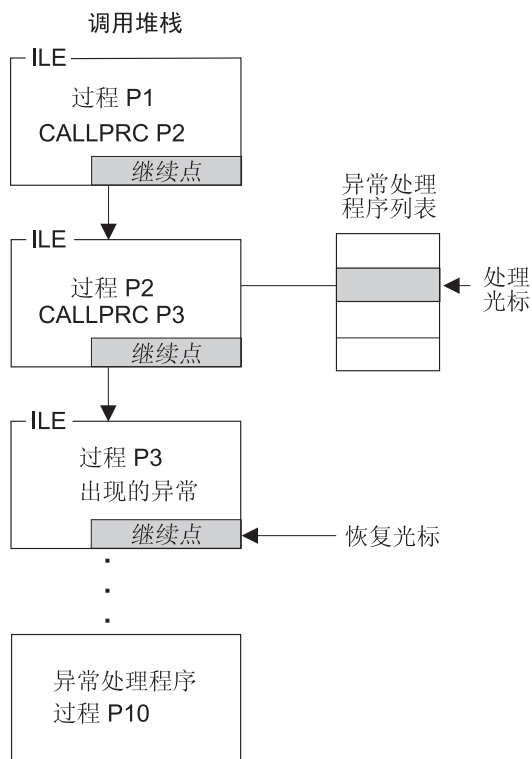 调用堆栈
ILE
过程 P1
CALLPRC P2
继续点
异常处理
程序列表
ILE
过程 P2
CALLPRC P3
继续点
处理
光标
ILE
过程 P3
出现的异常
继续点
恢复光标
异常处理程序
过程 P10